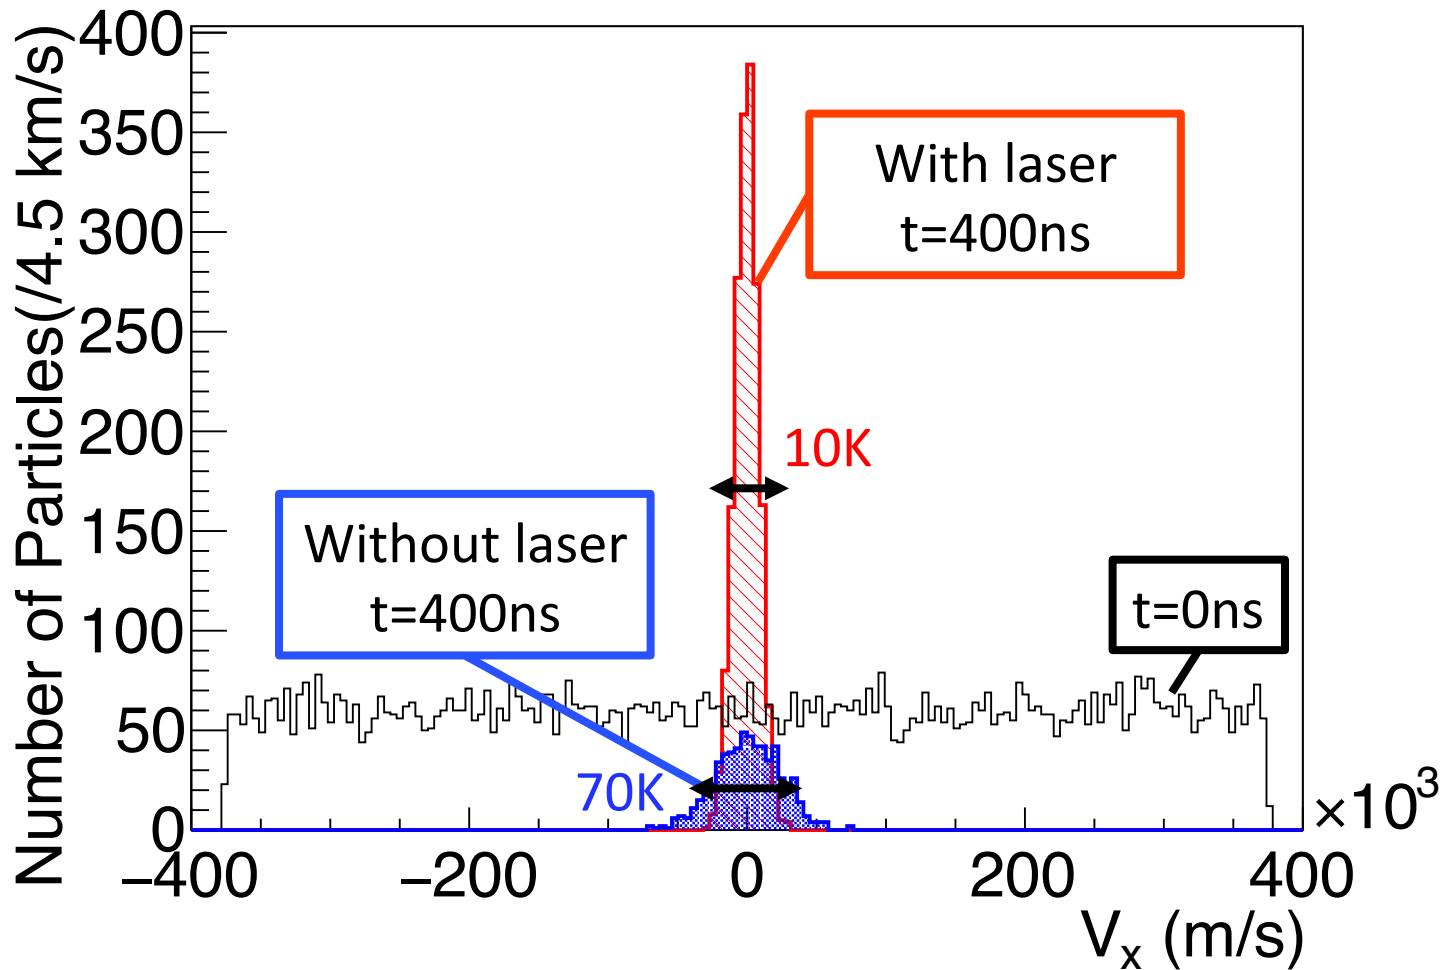 Number of Particles(/4.5 km/s)
400
350
300
250
200
150
100
50
0
With laser
t=400ns
10K
Without laser
t=400ns
70K
t=0ns
−400
−200
0
200
400
×10³
Vₓ (m/s)